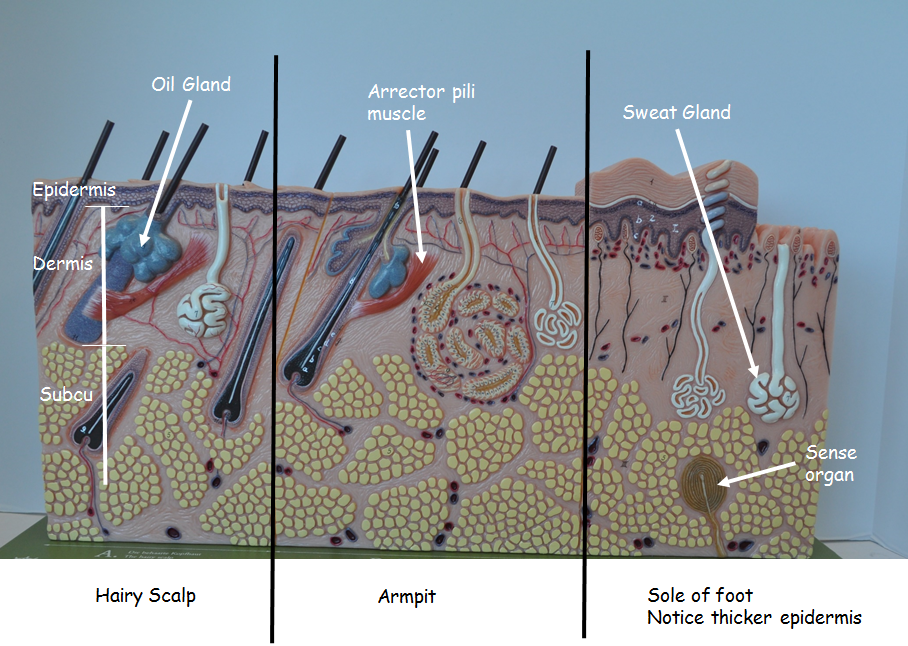 Oil Gland
Arrector pili
muscle
Sweat Gland
Epidermis
Dermis
Subcu
Sense
organ
A.
Hairy Scalp
Armpit
Sole of foot
Notice thicker epidermis